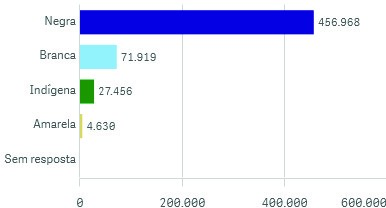 Negra 456.968
Branca 71.919
Indígena 27.456
Amarela 4.630
Sem resposta
0 200.000 400.000 600.000